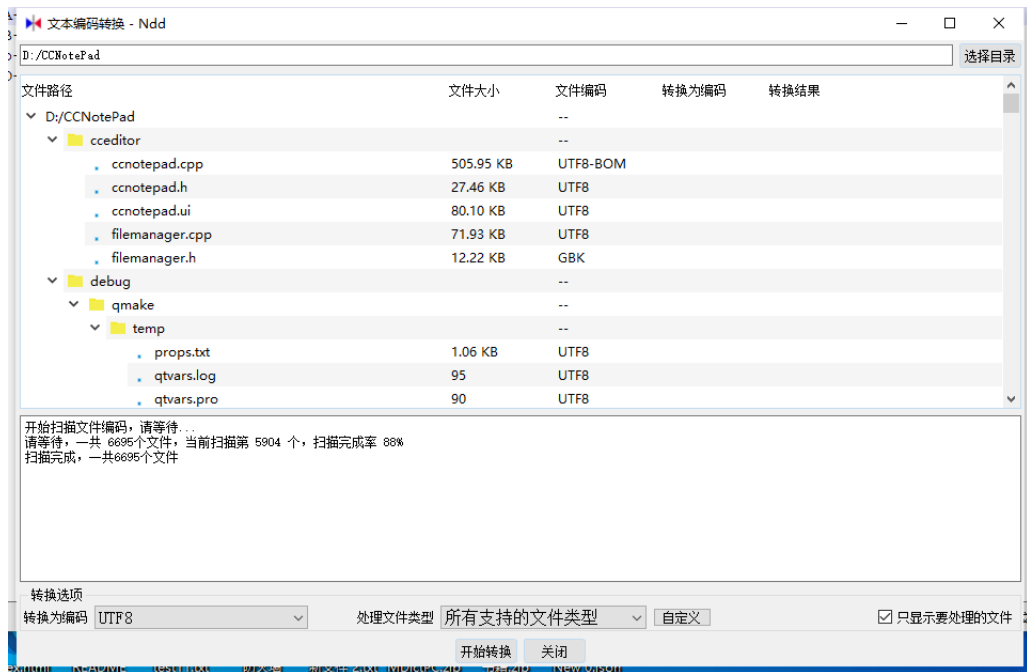 文本编码转换 - Ndd
D:/CCNotePad 选择目录
文件路径 文件大小 文件编码 转换为编码 转换结果
D:/CCNotePad --
cceditor --
ccnotepad.cpp 505.95 KB UTF8-BOM
ccnotepad.h 27.46 KB UTF8
ccnotepad.ui 80.10 KB UTF8
filemanager.cpp 71.93 KB UTF8
filemanager.h 12.22 KB GBK
debug --
qmake --
temp --
props.txt 1.06 KB UTF8
qtvars.log 95 UTF8
qtvars.pro 90 UTF8
开始扫描文件编码，请等待...
请等待，一共 6695个文件，当前扫描第 5904 个，扫描完成率 88%
扫描完成，一共6695个文件
转换选项
转换为编码 UTF8 处理文件类型 所有支持的文件类型 自定义 只显示要处理的文件
开始转换 关闭